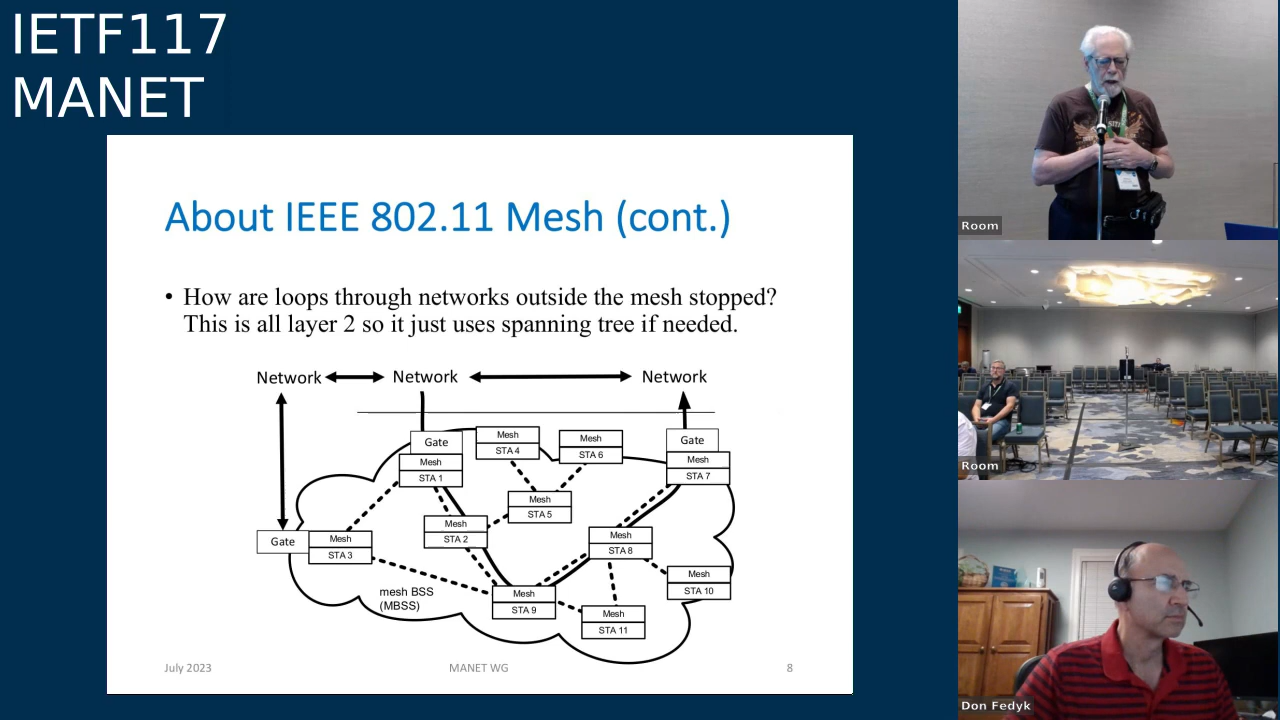 IETF117
MANET
About IEEE 802.11 Mesh (cont.)
• How are loops through networks outside the mesh stopped?
This is all layer 2 so it just uses spanning tree if needed.
Network
Network
Network
Gate
Mesh
STA 1
Mesh
STA 4
Mesh
STA 6
Gate
Mesh
STA 7
Mesh
STA 5
Mesh
STA 2
Gate
Mesh
STA 3
Mesh
STA 8
Mesh
STA 10
mesh BSS
(MBSS)
Mesh
STA 9
Mesh
STA 11
July 2023
MANET WG
8
Room
Room
Don Fedyk